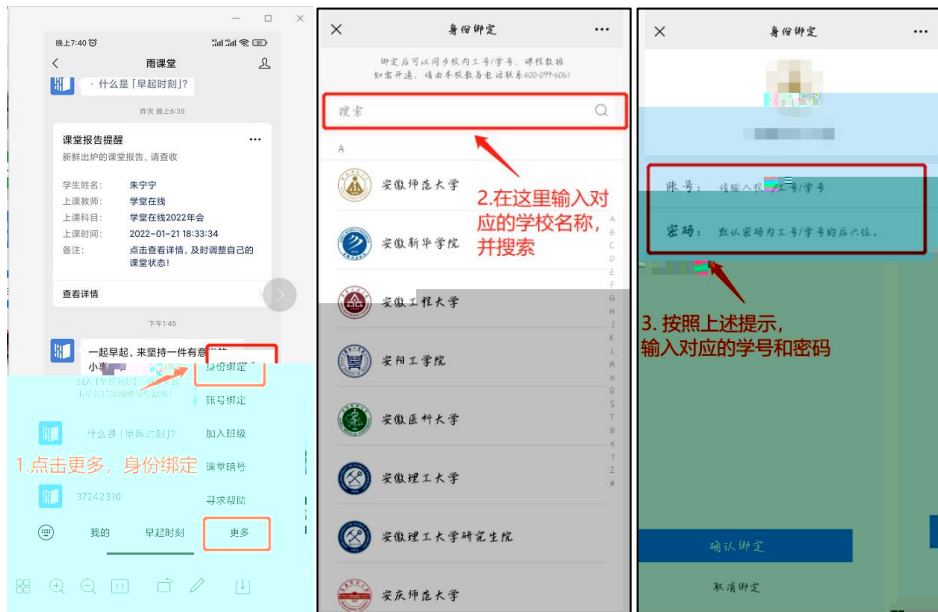 晚上7:40
雨课堂
· 什么是「早起时刻」?
昨天 晚上6:35
课堂报告提醒
新鲜出炉的课堂报告，请查收
学生姓名： 朱宁宁
上课教师： 学堂在线
上课科目： 学堂在线2022年会
上课时间： 2022-01-21 18:33:34
备注： 点击查看详情，及时调整自己的
课堂状态！
查看详情
下午1:45
一起早起，来坚持一件有意
小事
身份绑定
账号绑定
· 什么是「早起时刻」?
加入班级
1.点击更多，身份绑定
课堂暗号
37242310
寻求帮助
我的
早起时刻
更多
身份绑定
绑定后可以同步校内工号/学号、课程数据
如需开通，请由本校教务电话联系400-099-6061
搜索
A
安徽师范大学
2.在这里输入对
应的学校名称，
并搜索
安徽新华学院
安徽工程大学
安阳工学院
安徽医科大学
安徽理工大学
安徽理工大学研究生院
安庆师范大学
A
B
C
D
E
F
G
H
J
K
L
M
N
Q
S
T
W
X
Y
Z
#
身份绑定
账号： 请输入 工号/学号
密码： 默认密码为工号/学号的后六位。
3. 按照上述提示，
输入对应的学号和密码
确认绑定
取消绑定